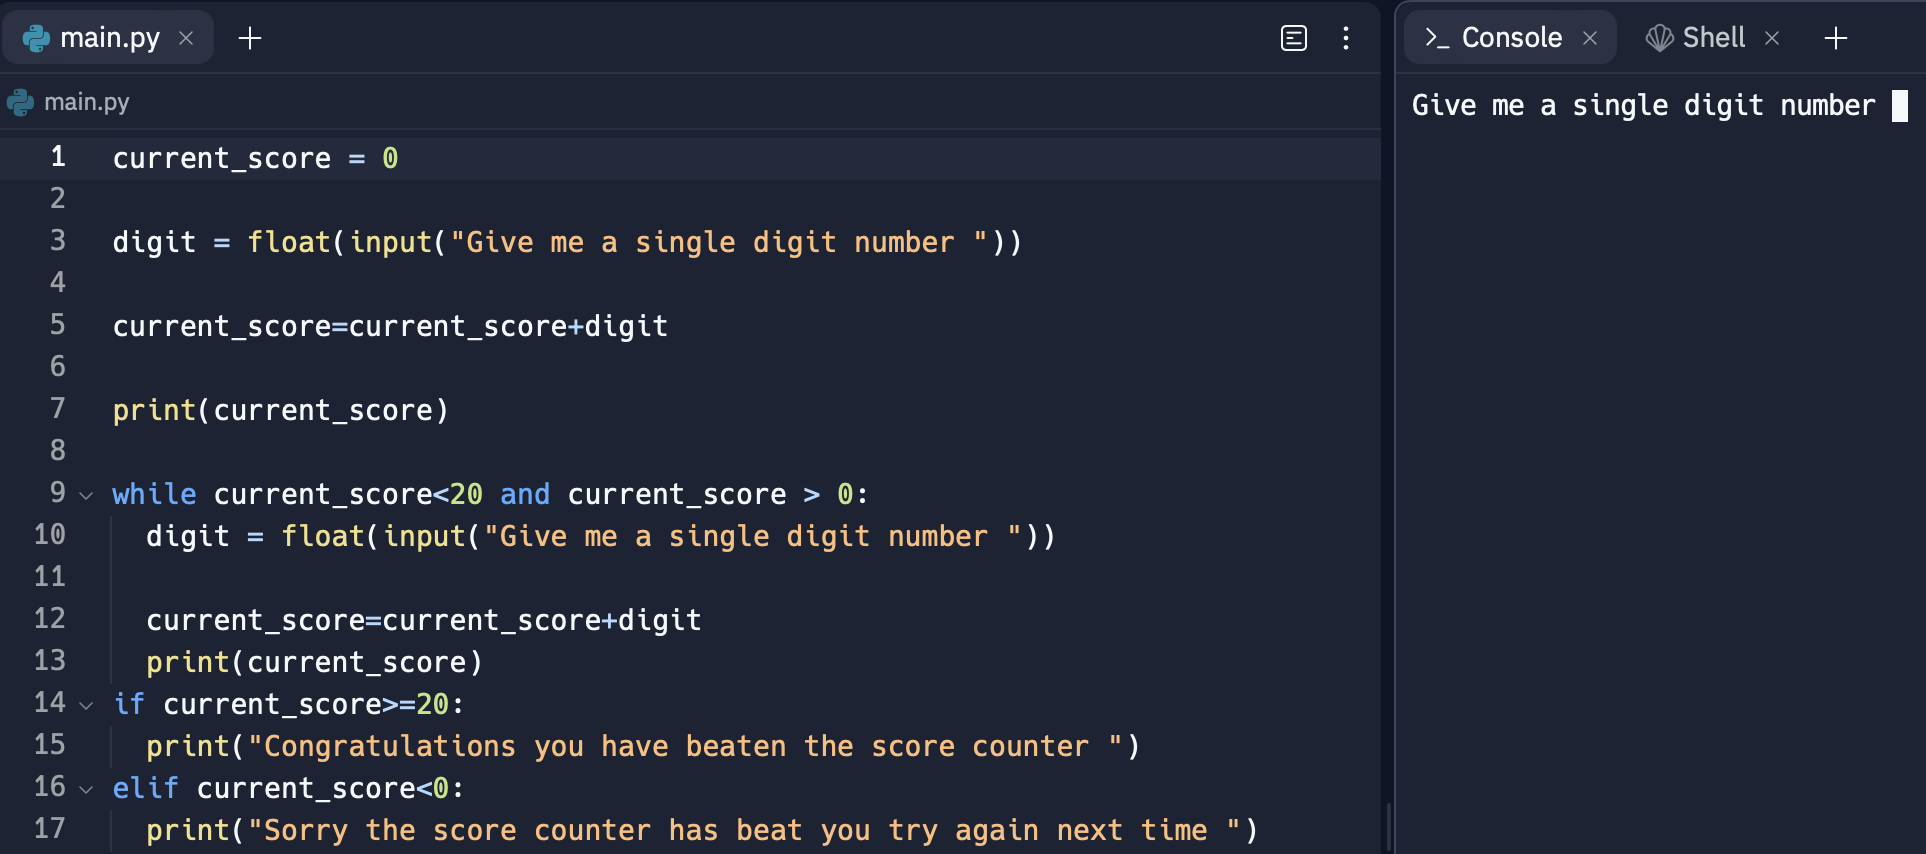 main.py
main.py
1 current_score = 0
2
3 digit = float(input("Give me a single digit number "))
4
5 current_score=current_score+digit
6
7 print(current_score)
8
9 while current_score<20 and current_score > 0:
10   digit = float(input("Give me a single digit number "))
11
12   current_score=current_score+digit
13   print(current_score)
14 if current_score>=20:
15   print("Congratulations you have beaten the score counter ")
16 elif current_score<0:
17   print("Sorry the score counter has beat you try again next time ")
>_ Console
Shell
Give me a single digit number